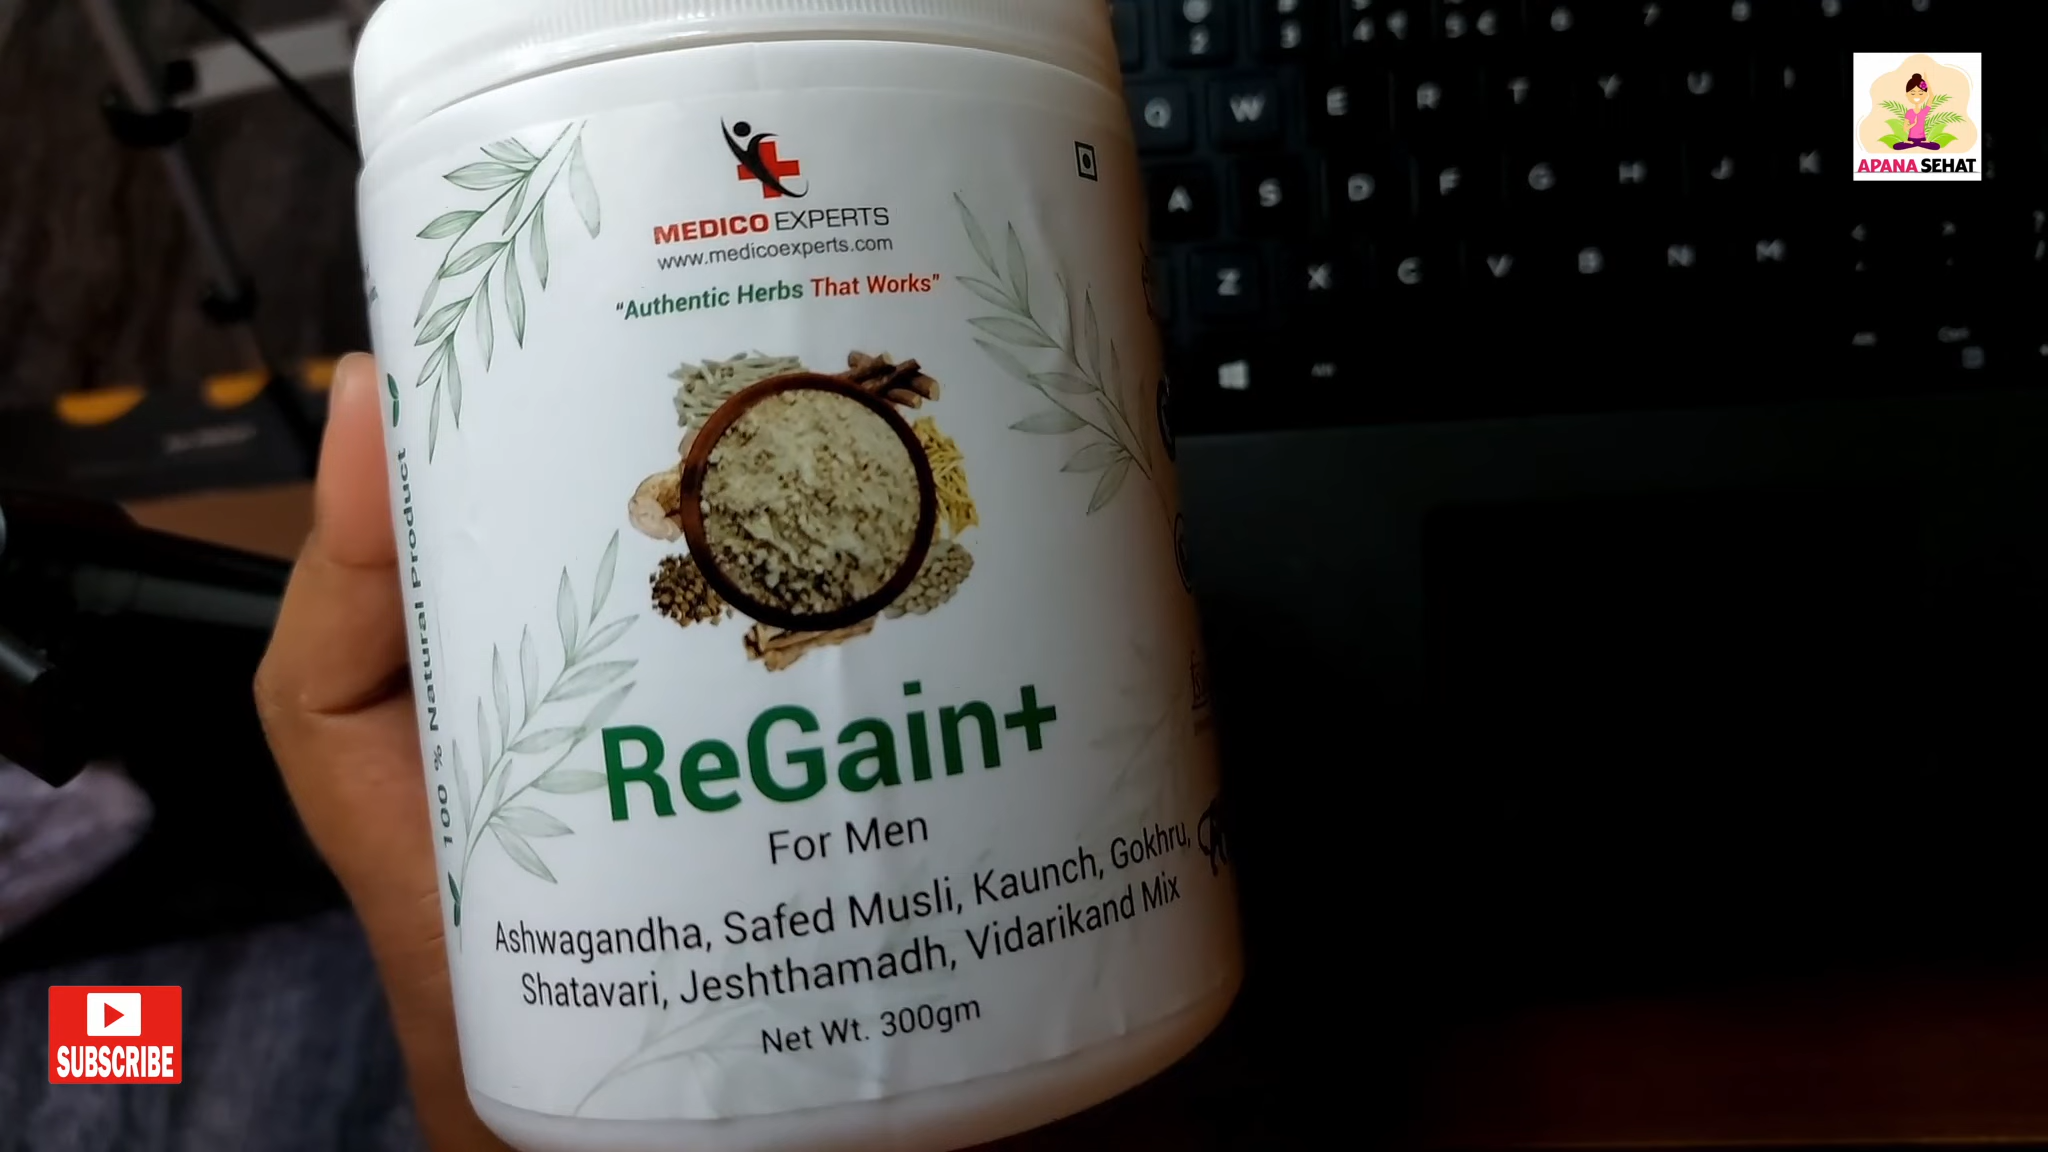 MEDICO EXPERTS
www.medicoexperts.com
"Authentic Herbs That Works"
100 % Natural Product
ReGain+
For Men
Ashwagandha, Safed Musli, Kaunch, Gokhru,
Shatavari, Jeshthamadh, Vidarikand Mix
Net Wt. 300gm
Q W E R T Y U I
A S D F G H J K
Z X C V B N M
APANA SEHAT
SUBSCRIBE